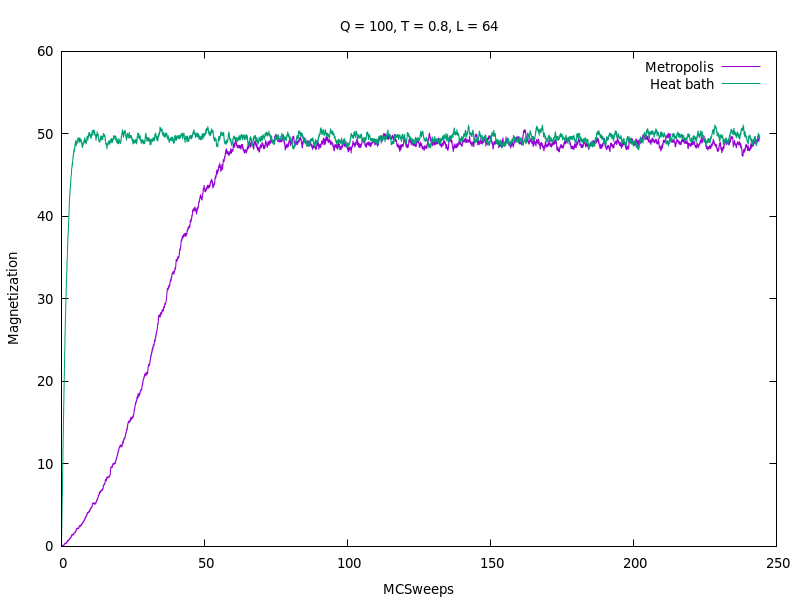 Q = 100, T = 0.8, L = 64
60
50
40
30
20
10
0
Magnetization
Metropolis
Heat bath
0 50 100 150 200 250
MCSweeps